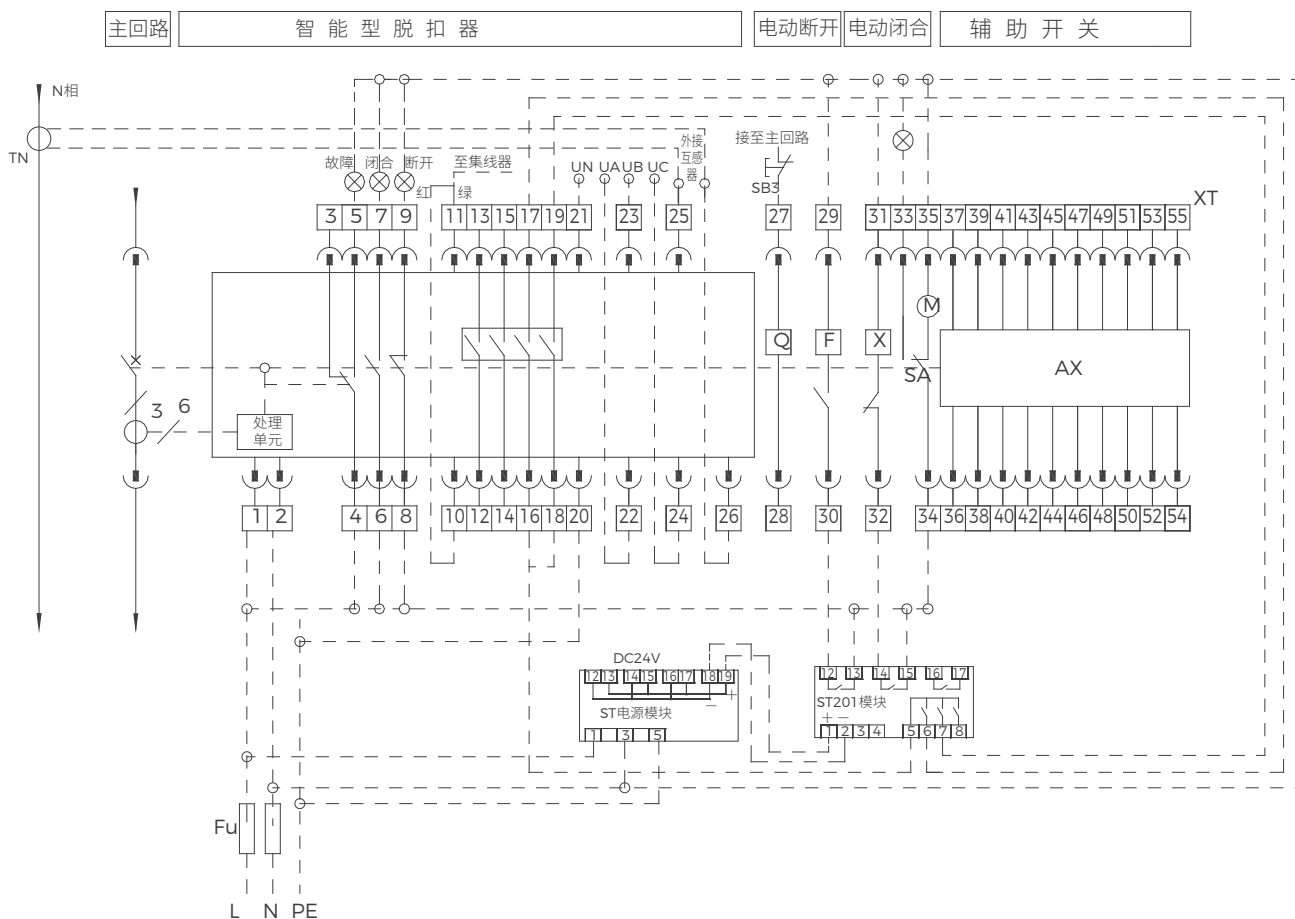 主回路 智能型脱扣器 电动断开 电动闭合 辅助开关
N相
TN
故障 闭合 断开
红
至集线器
绿
UN UA UB UC
外接
互感
器
接至主回路
SB3
3 5 7 9 11 13 15 17 19 21 23 25 27 29 31 33 35 37 39 41 43 45 47 49 51 53 55
XT
M
Q F X
SA
AX
3 6
处理
单元
1 2 4 6 8 10 12 14 16 18 20 22 24 26 28 30 32 34 36 38 40 42 44 46 48 50 52 54
DC24V
12 13 14 15 16 17 18 19
+
−
ST电源模块
1 3 5
12 13 14 15 16 17
ST201模块
+ −
1 2 3 4 5 6 7 8
Fu
L N PE